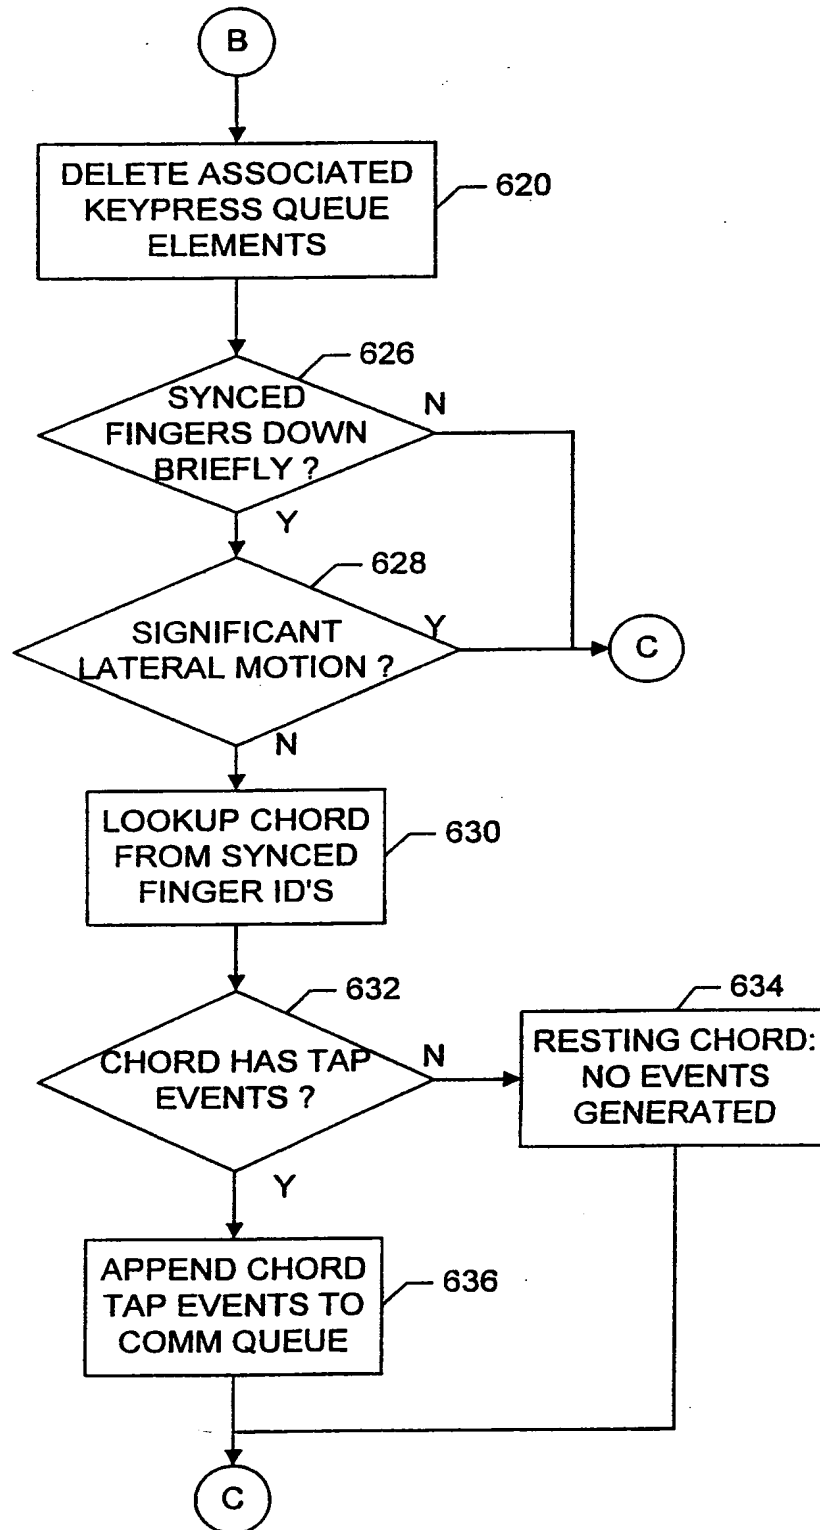 B
DELETE ASSOCIATED
KEYPRESS QUEUE
ELEMENTS
620
626
SYNCED
FINGERS DOWN
BRIEFLY ?
N
Y
628
SIGNIFICANT
LATERAL MOTION ?
Y
C
N
LOOKUP CHORD
FROM SYNCED
FINGER ID'S
630
632
CHORD HAS TAP
EVENTS ?
N
634
RESTING CHORD:
NO EVENTS
GENERATED
Y
APPEND CHORD
TAP EVENTS TO
COMM QUEUE
636
C